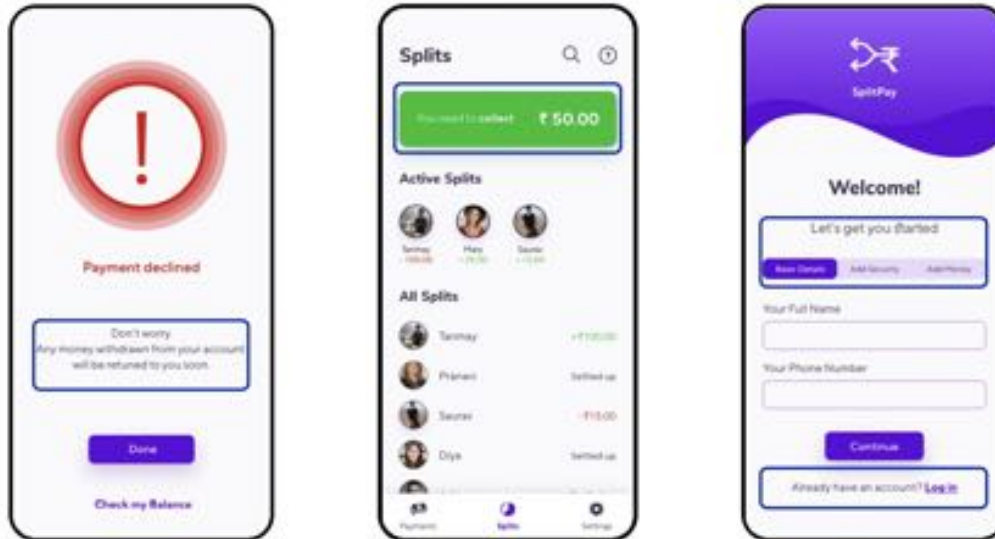 Payment declined
Don't worry.
Any money withdrawn from your account
will be retuned to you soon.
Done
Check my Balance
Splits
You need to collect ₹ 50.00
Active Splits
Tanmay Mary Saurav
All Splits
Tanmay +₹100.00
Praneri Settled up
Saurav -₹15.00
Diya Settled up
Payments Splits Settings
SplitPay
Welcome!
Let's get you started
Basic Details Add Security Add Money
Your Full Name
Your Phone Number
Continue
Already have an account? Log in